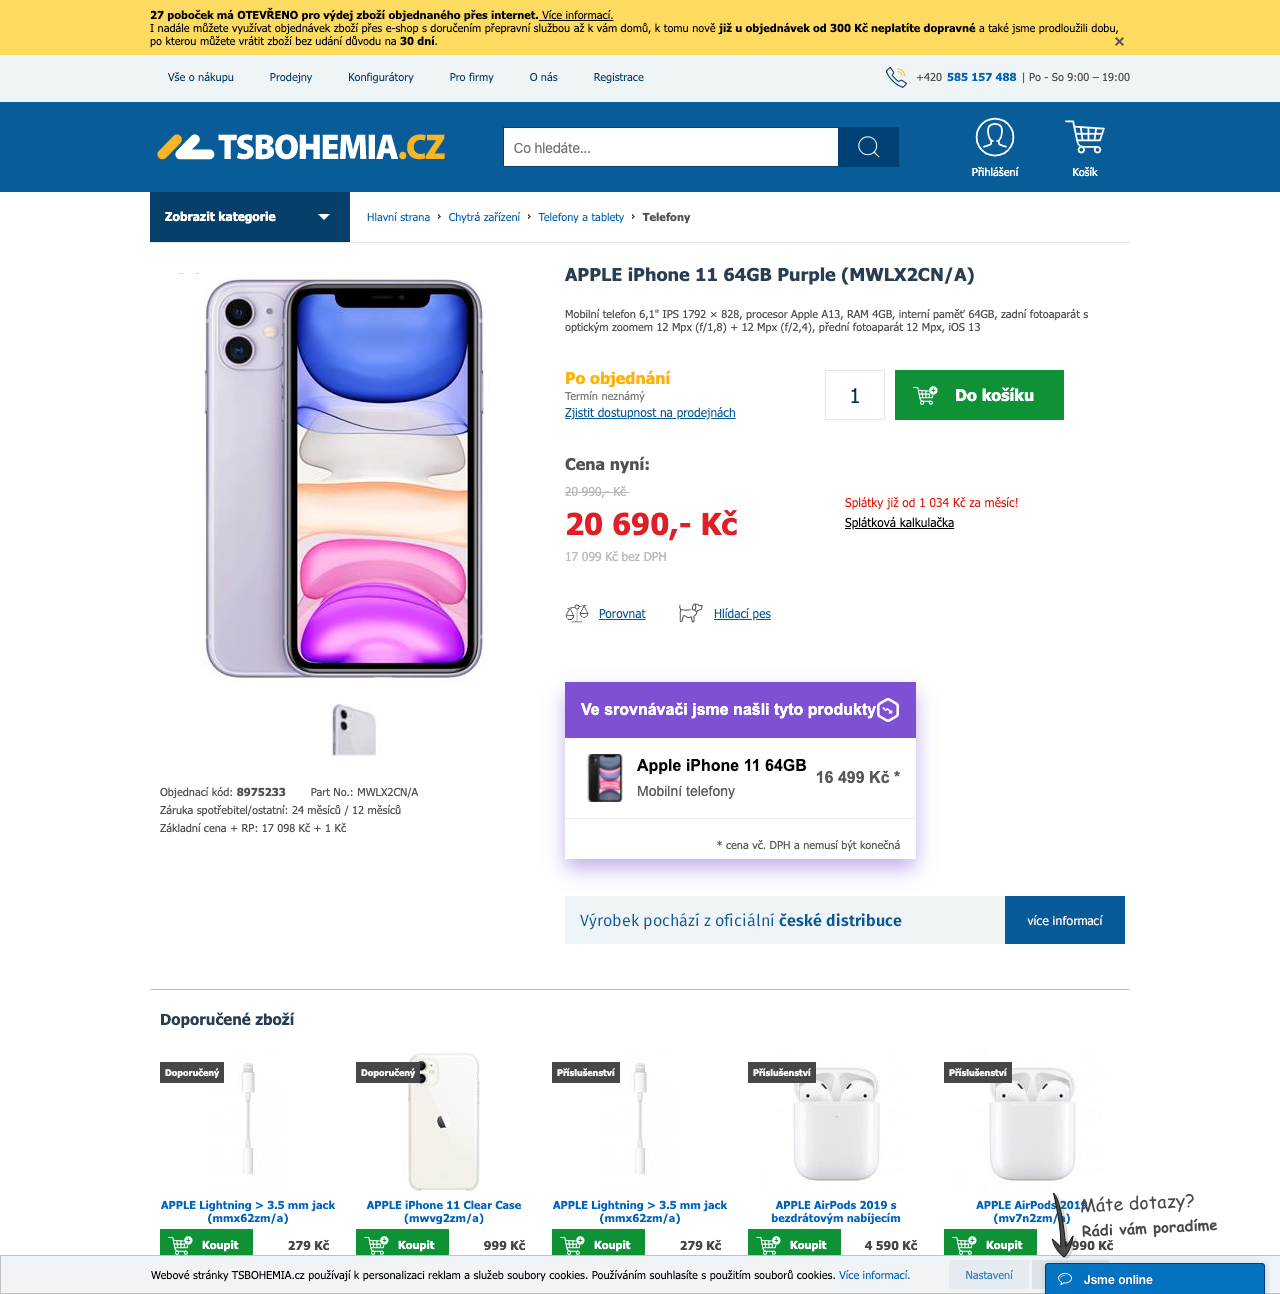 27 poboček má OTEVŘENO pro výdej zboží objednaného přes internet. Více informací.
I nadále můžete využívat objednávek zboží přes e-shop s doručením přepravní službou až k vám domů, k tomu nově již u objednávek od 300 Kč neplatíte dopravné a také jsme prodloužili dobu,
po kterou můžete vrátit zboží bez udání důvodu na 30 dní.
×
Vše o nákupu Prodejny Konfigurátory Pro firmy O nás Registrace +420 585 157 488 | Po - So 9:00 – 19:00
TSBOHEMIA.CZ
Co hledáte...
Přihlášení
Košík
Zobrazit kategorie
Hlavní strana › Chytrá zařízení › Telefony a tablety › Telefony
APPLE iPhone 11 64GB Purple (MWLX2CN/A)
Mobilní telefon 6,1" IPS 1792 × 828, procesor Apple A13, RAM 4GB, interní paměť 64GB, zadní fotoaparát s
optickým zoomem 12 Mpx (f/1,8) + 12 Mpx (f/2,4), přední fotoaparát 12 Mpx, iOS 13
Po objednání
Termín neznámý
Zjistit dostupnost na prodejnách
1
Do košíku
Cena nyní:
20 990,- Kč
20 690,- Kč
17 099 Kč bez DPH
Splátky již od 1 034 Kč za měsíc!
Splátková kalkulačka
Porovnat
Hlídací pes
Ve srovnávači jsme našli tyto produkty
Apple iPhone 11 64GB
Mobilní telefony
16 499 Kč *
* cena vč. DPH a nemusí být konečná
Objednací kód: 8975233 Part No.: MWLX2CN/A
Záruka spotřebitel/ostatní: 24 měsíců / 12 měsíců
Základní cena + RP: 17 098 Kč + 1 Kč
Výrobek pochází z oficiální české distribuce
více informací
Doporučené zboží
Doporučený
APPLE Lightning > 3.5 mm jack
(mmx62zm/a)
Koupit 279 Kč
Doporučený
APPLE iPhone 11 Clear Case
(mwvg2zm/a)
Koupit 999 Kč
Příslušenství
APPLE Lightning > 3.5 mm jack
(mmx62zm/a)
Koupit 279 Kč
Příslušenství
APPLE AirPods 2019 s
bezdrátovým nabíjecím
Koupit 4 590 Kč
Příslušenství
APPLE AirPods 2019
(mv7n2zm/a)
Koupit 990 Kč
Máte dotazy?
Rádi vám poradíme
Webové stránky TSBOHEMIA.cz používají k personalizaci reklam a služeb soubory cookies. Používáním souhlasíte s použitím souborů cookies. Více informací.
Nastavení
Jsme online